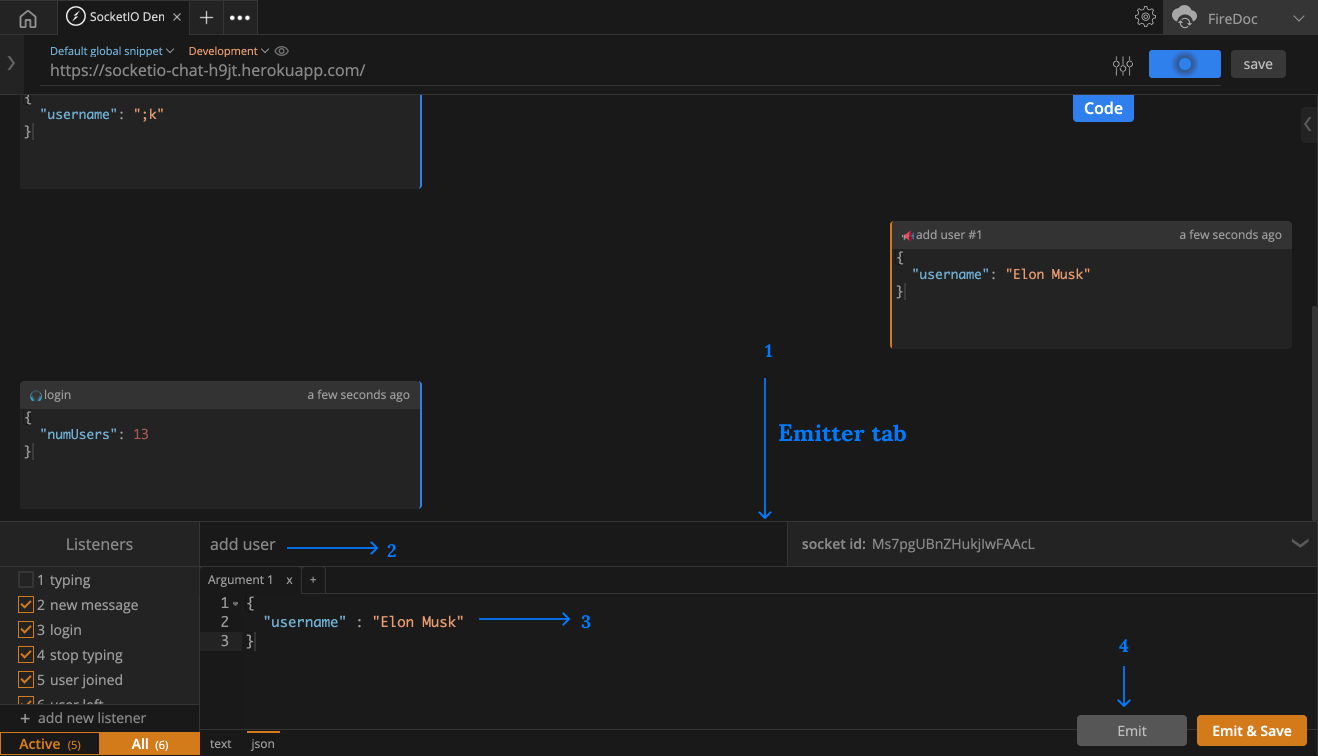 SocketIO Den
FireDoc
Default global snippet
Development
https://socketio-chat-h9jt.herokuapp.com/
save
{
"username": ";k"
}
Code
add user #1
a few seconds ago
{
"username": "Elon Musk"
}
1
Emitter tab
login
a few seconds ago
{
"numUsers": 13
}
Listeners
add user
2
socket id: Ms7pgUBnZHukjIwFAAcL
1 typing
2 new message
3 login
4 stop typing
5 user joined
6 user left
+ add new listener
Active (5)
All (6)
Argument 1 x +
1 {
2 "username" : "Elon Musk"
3 }
3
4
text
json
Emit
Emit & Save